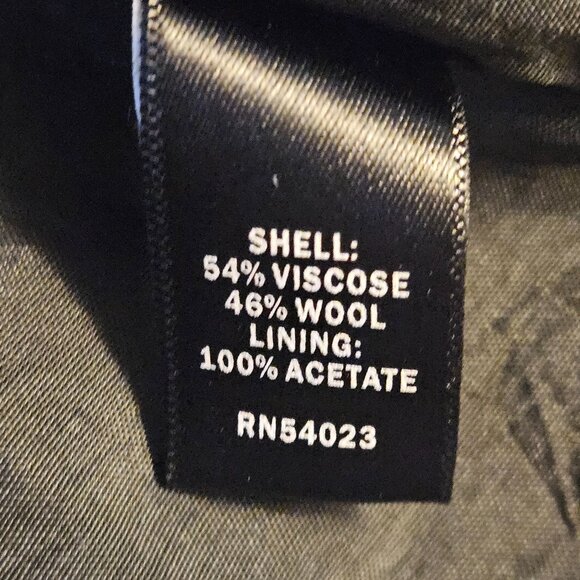 SHELL:
54% VISCOSE
46% WOOL
LINING:
100% ACETATE
RN54023